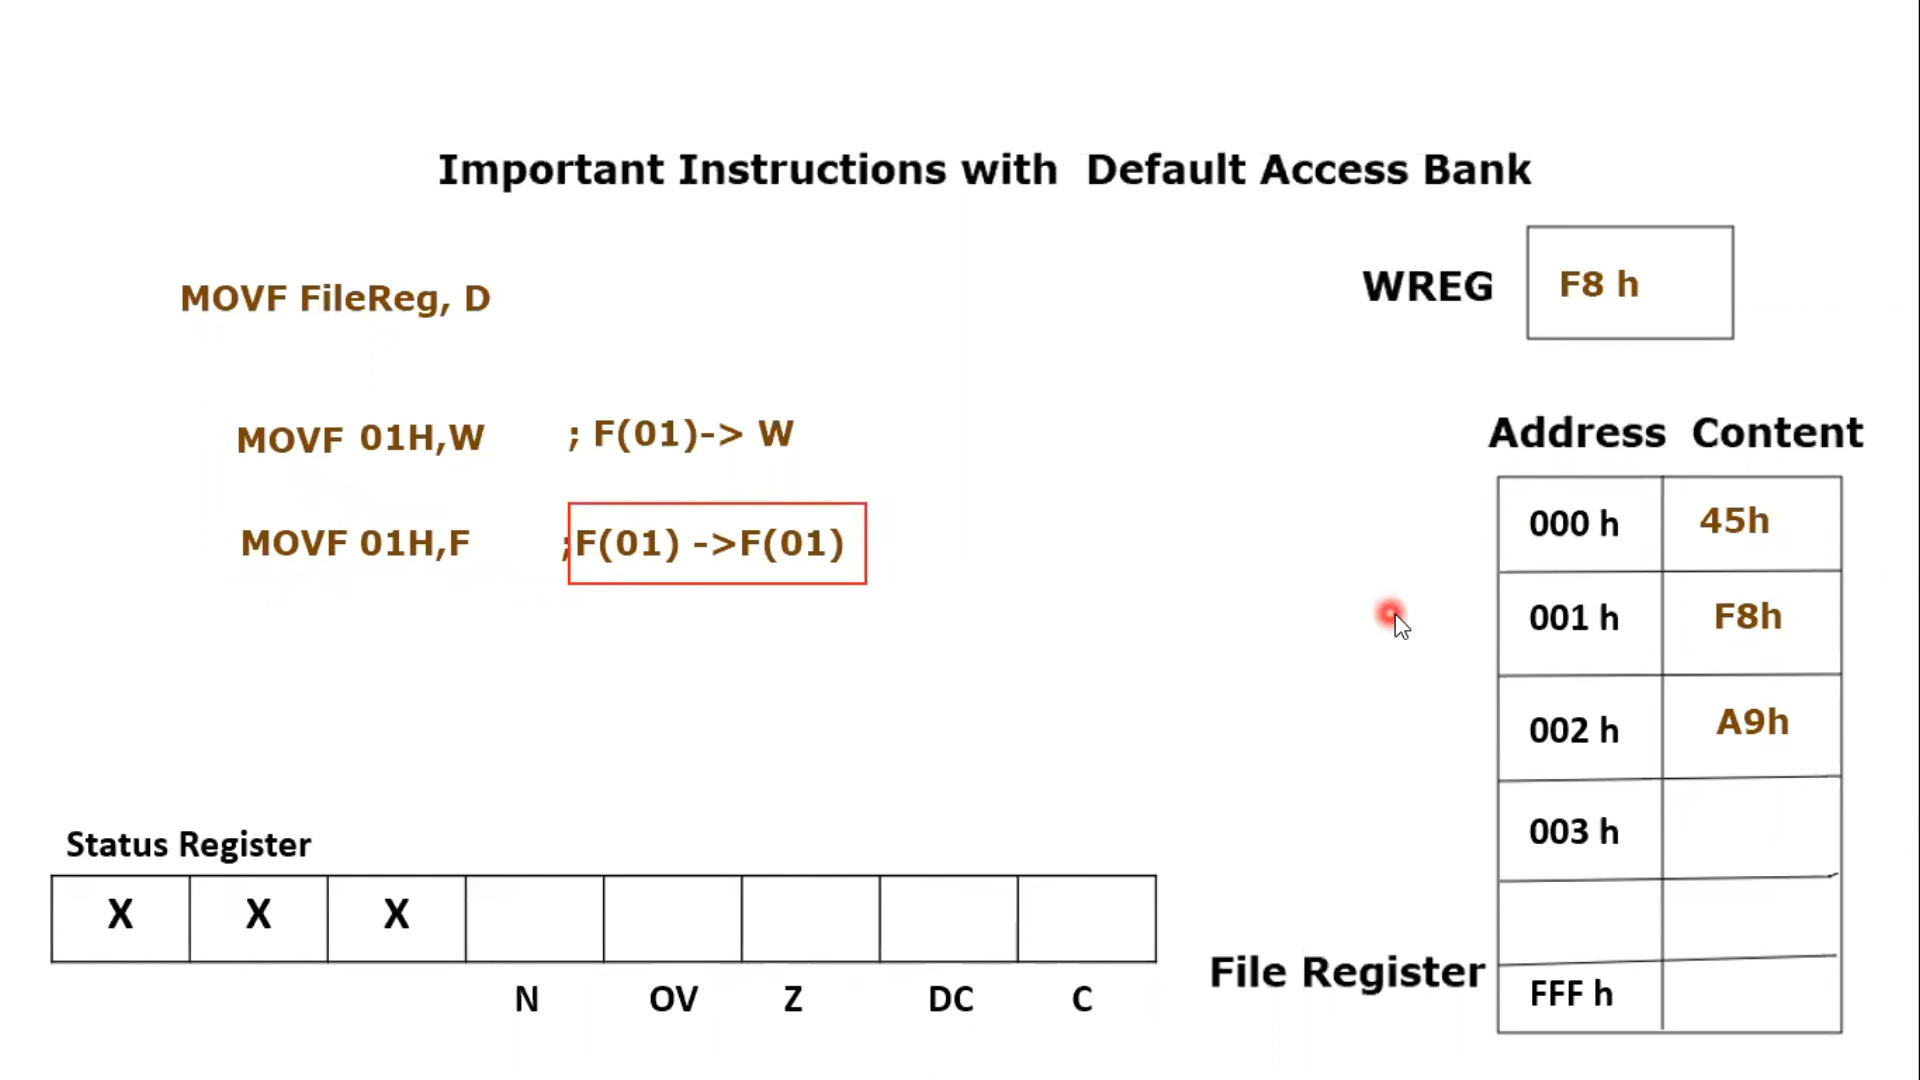 Important Instructions with Default Access Bank
MOVF FileReg, D
WREG F8 h
MOVF 01H,W ; F(01)-> W
MOVF 01H,F ;F(01) ->F(01)
Address Content
000 h 45h
001 h F8h
002 h A9h
003 h
FFF h
File Register
Status Register
X X X
N OV Z DC C